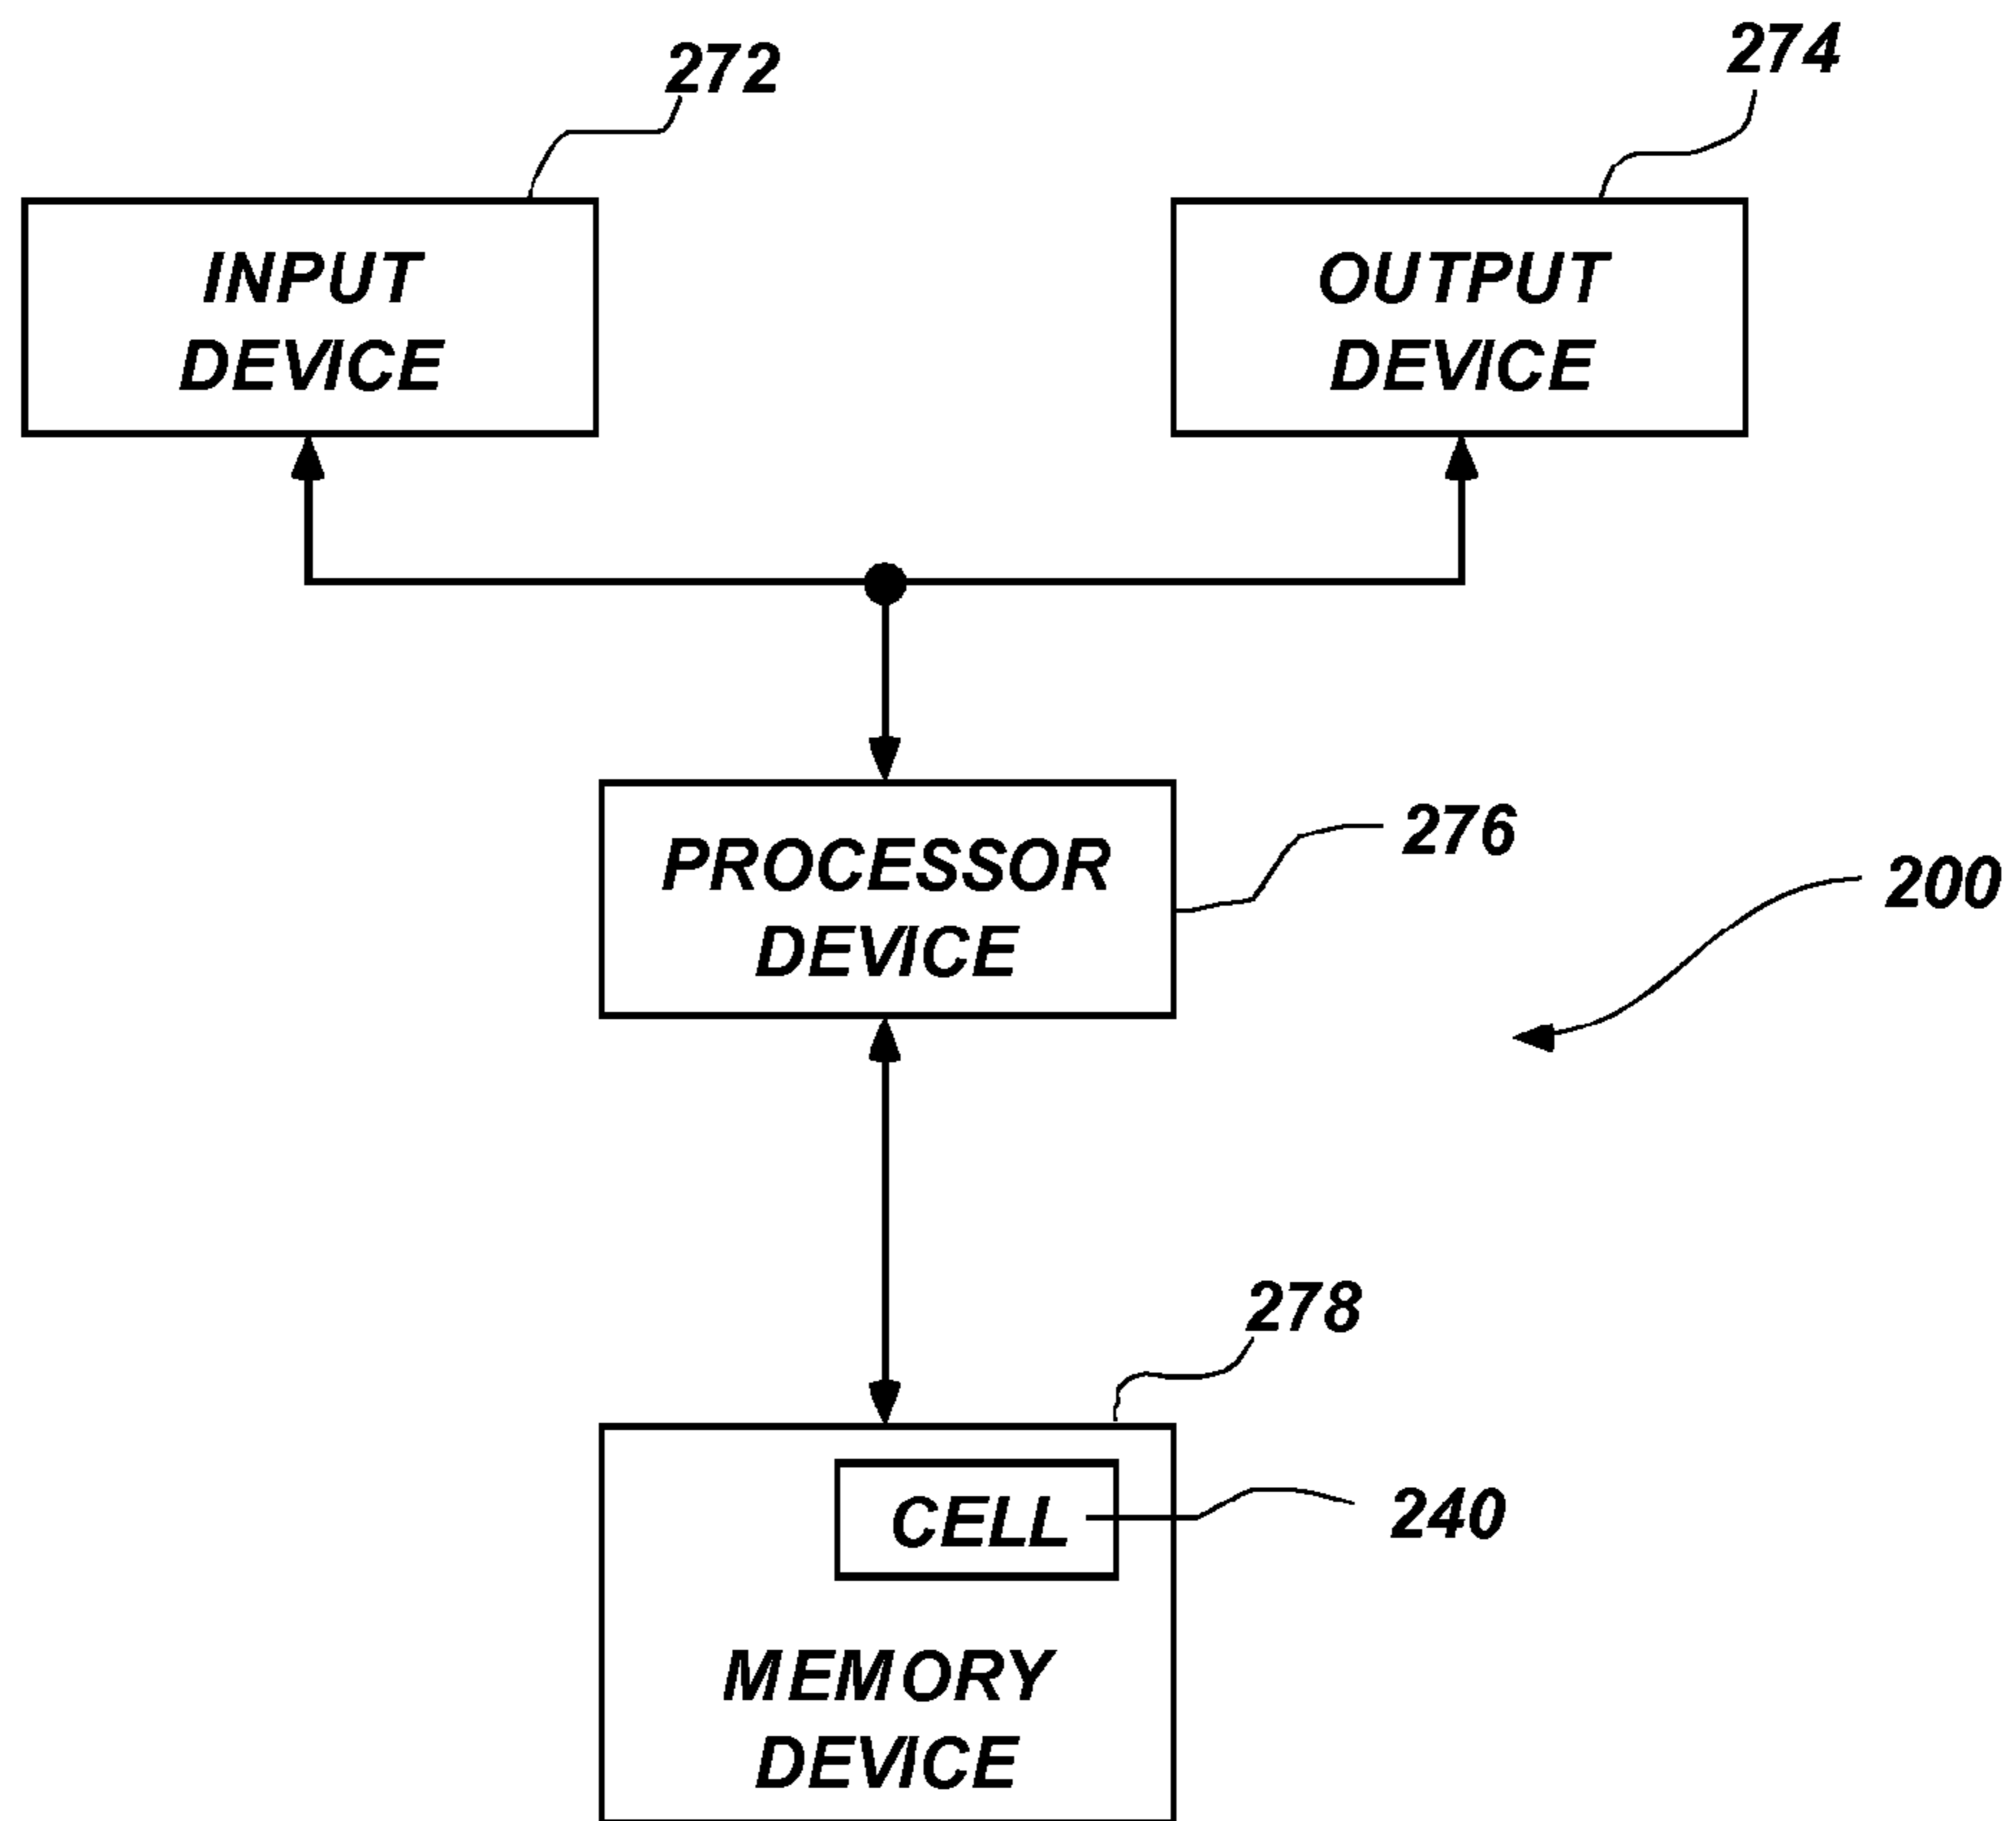 272
274
INPUT
DEVICE
OUTPUT
DEVICE
PROCESSOR
DEVICE
276
200
278
CELL
240
MEMORY
DEVICE